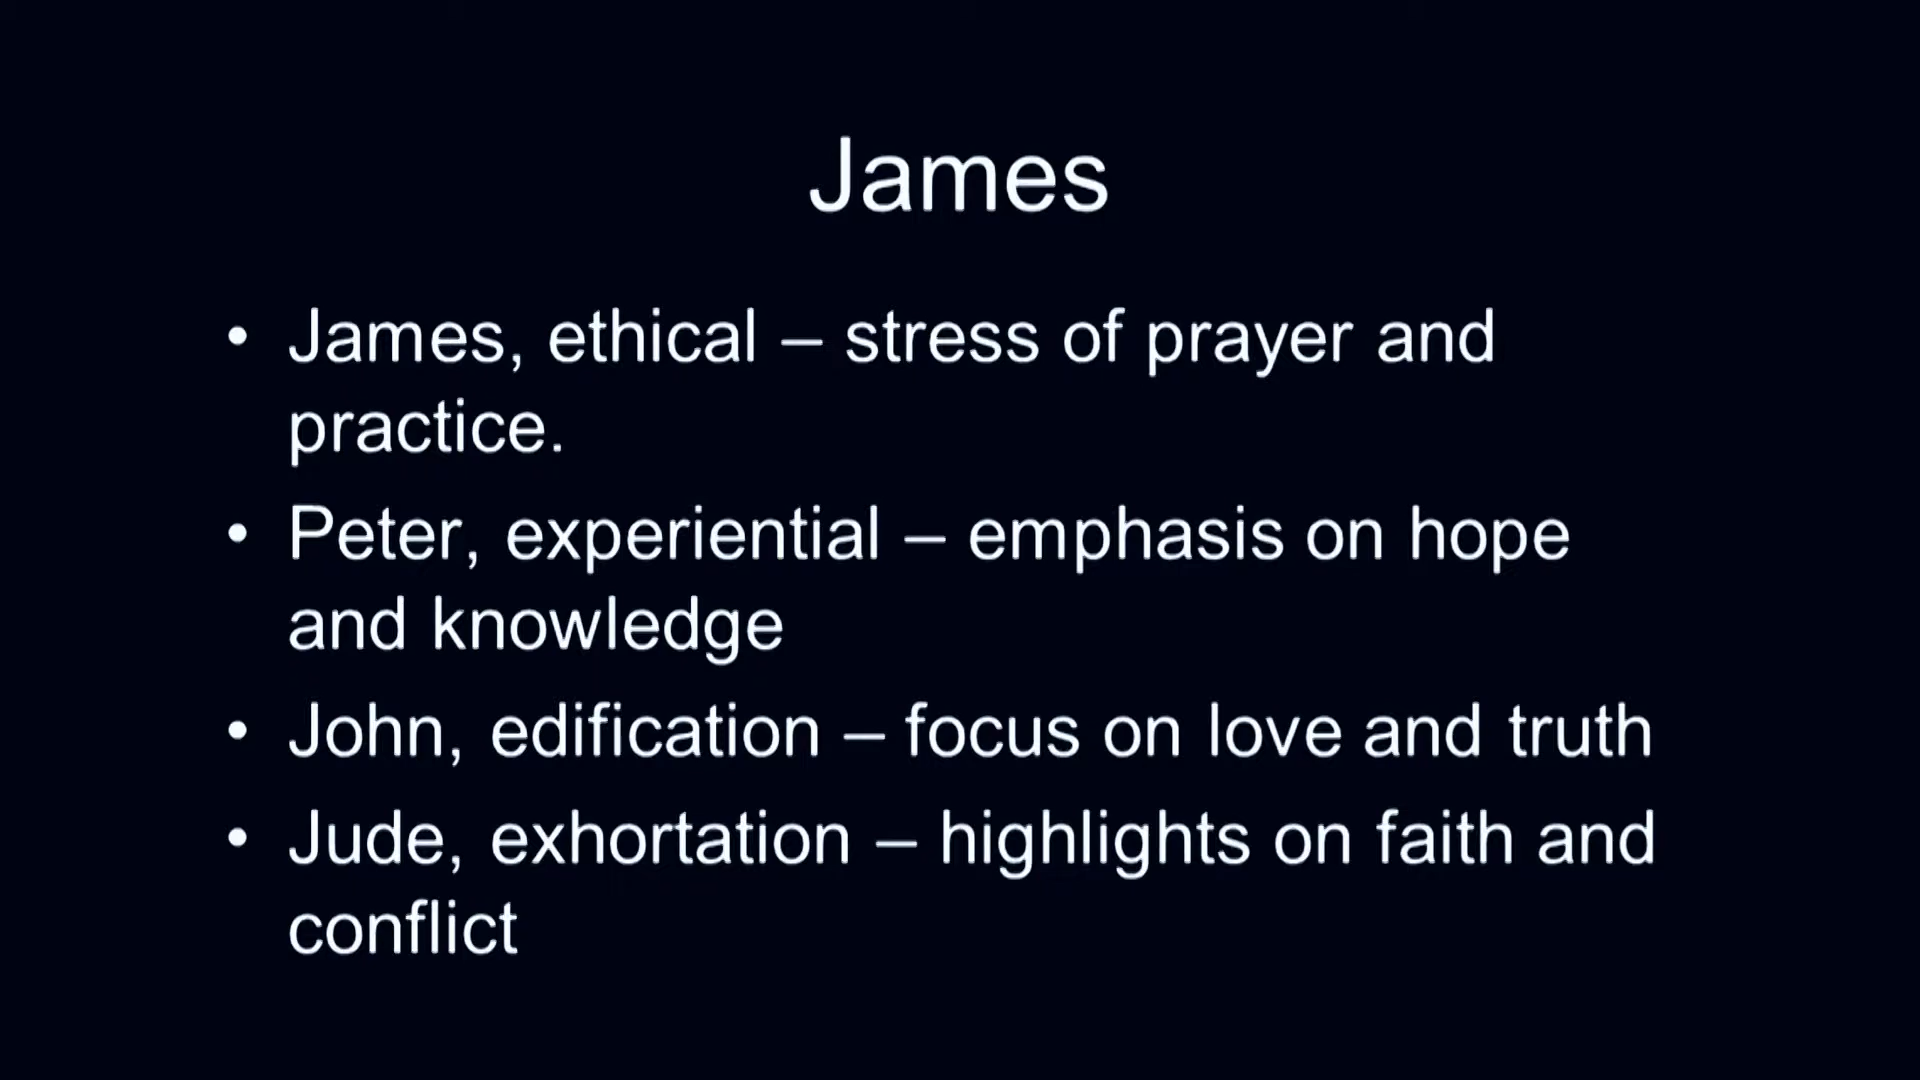 James
• James, ethical – stress of prayer and
practice.
• Peter, experiential – emphasis on hope
and knowledge
• John, edification – focus on love and truth
• Jude, exhortation – highlights on faith and
conflict